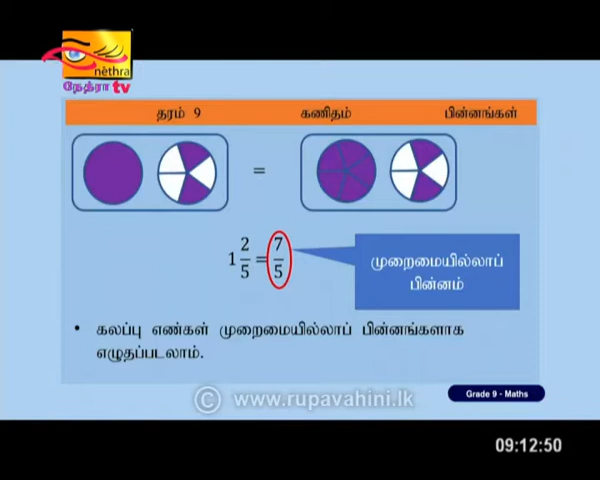 nethra
நேத்ரா tv
தரம் 9 கணிதம் பின்னங்கள்
=
1 2/5 = 7/5
முறைமையில்லாப்
பின்னம்
• கலப்பு எண்கள் முறைமையில்லாப் பின்னங்களாக
எழுதப்படலாம்.
© www.rupavahini.lk
Grade 9 - Maths
09:12:50